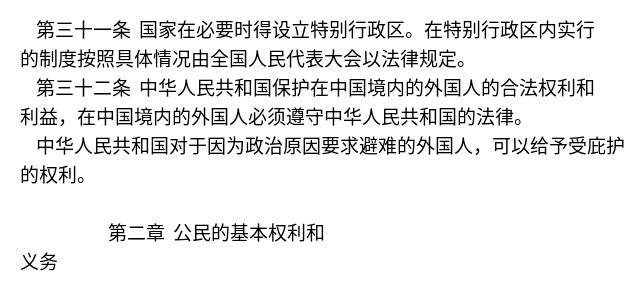 第三十一条 国家在必要时得设立特别行政区。在特别行政区内实行
的制度按照具体情况由全国人民代表大会以法律规定。
第三十二条 中华人民共和国保护在中国境内的外国人的合法权利和
利益，在中国境内的外国人必须遵守中华人民共和国的法律。
中华人民共和国对于因为政治原因要求避难的外国人，可以给予受庇护
的权利。
第二章 公民的基本权利和
义务